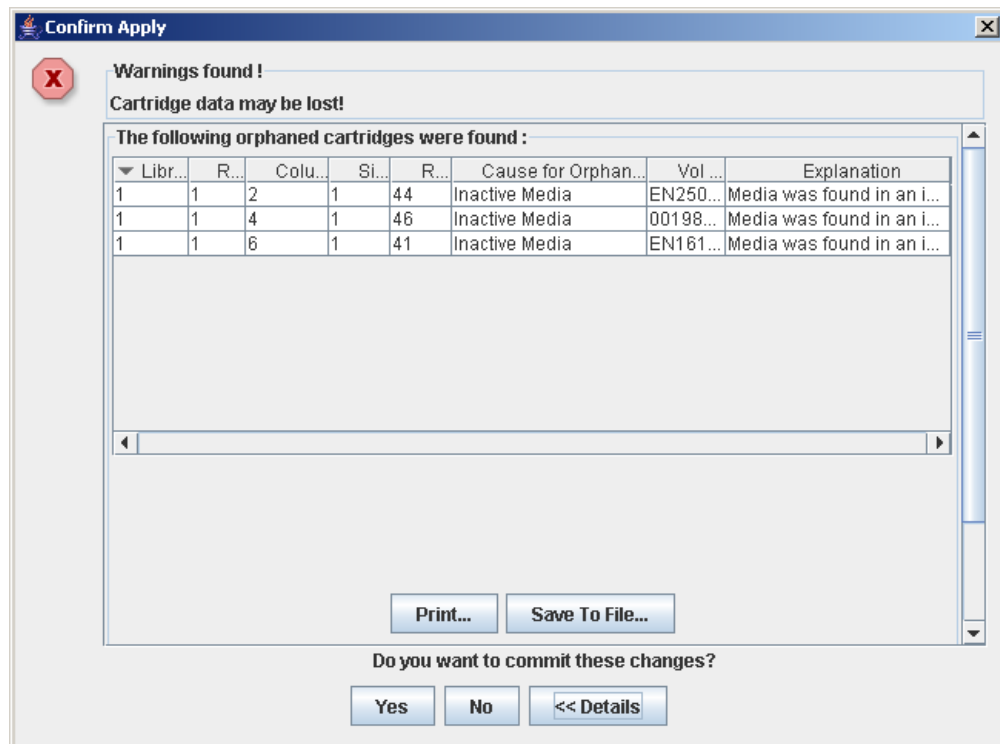 Confirm Apply
Warnings found !
Cartridge data may be lost!
The following orphaned cartridges were found :
Libr... R... Colu... Si... R... Cause for Orphan... Vol ... Explanation
1 1 2 1 44 Inactive Media EN250... Media was found in an i...
1 1 4 1 46 Inactive Media 00198... Media was found in an i...
1 1 6 1 41 Inactive Media EN161... Media was found in an i...
Print... Save To File...
Do you want to commit these changes?
Yes No << Details